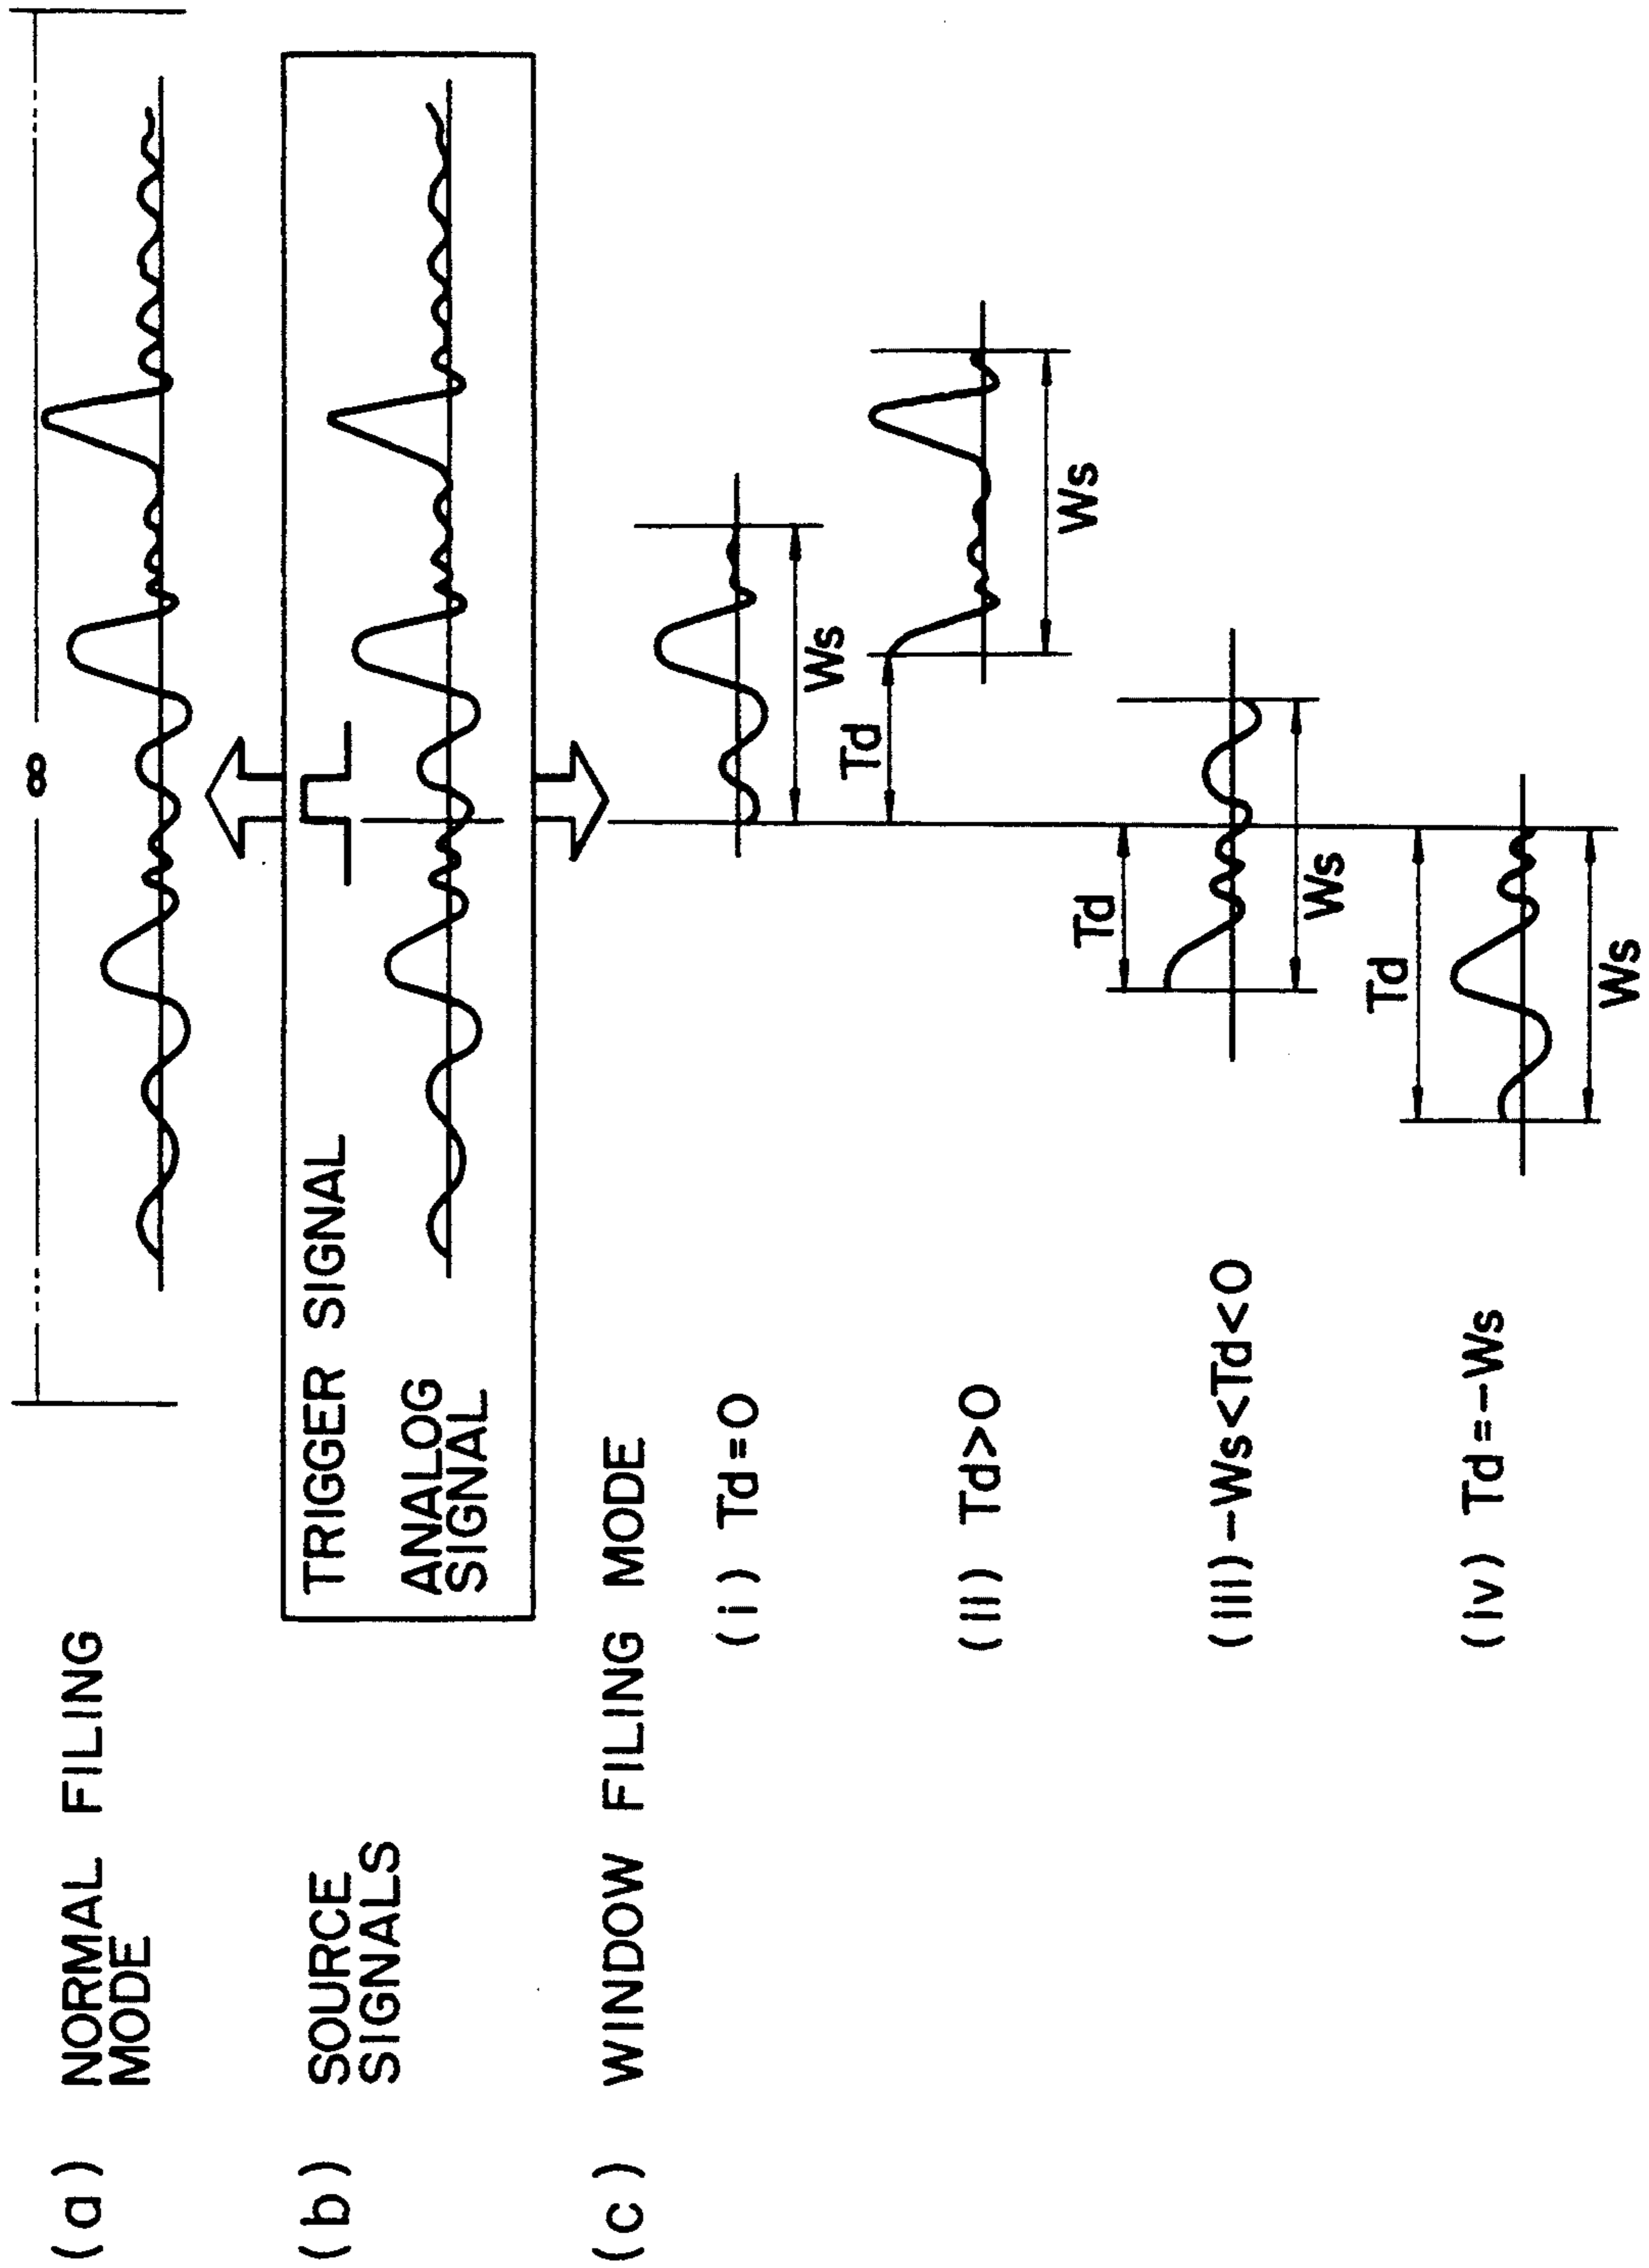 (a) NORMAL FILING
MODE
∞
(b) SOURCE
SIGNALS
TRIGGER SIGNAL
ANALOG
SIGNAL
(c) WINDOW FILING MODE
(i) Td=0
Ws
(ii) Td>0
Td
Ws
(iii) -Ws<Td<0
Td
Ws
(iv) Td=-Ws
Td
Ws